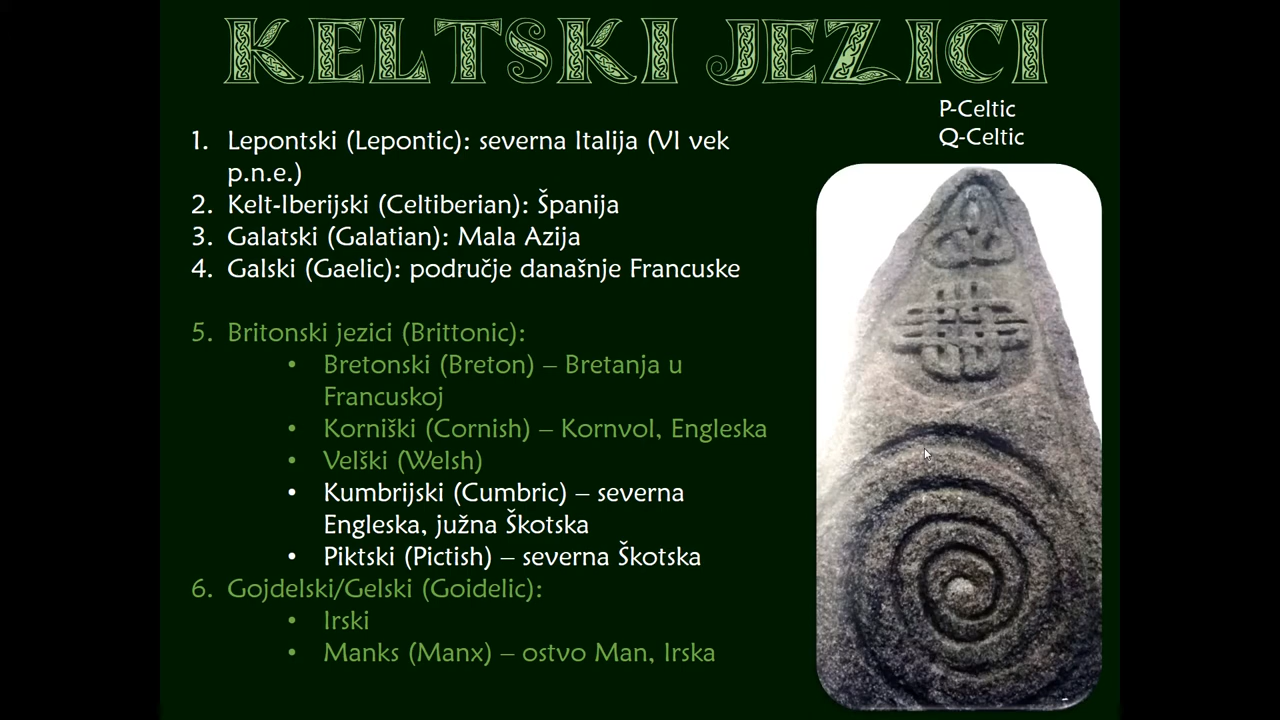 KELTSKI JEZICI
P-Celtic
Q-Celtic
1. Lepontski (Lepontic): severna Italija (VI vek
p.n.e.)
2. Kelt-Iberijski (Celtiberian): Španija
3. Galatski (Galatian): Mala Azija
4. Galski (Gaelic): područje današnje Francuske
5. Britonski jezici (Brittonic):
• Bretonski (Breton) – Bretanja u
Francuskoj
• Korniški (Cornish) – Kornvol, Engleska
• Velški (Welsh)
• Kumbrijski (Cumbric) – severna
Engleska, južna Škotska
• Piktski (Pictish) – severna Škotska
6. Gojdelski/Gelski (Goidelic):
• Irski
• Manks (Manx) – ostvo Man, Irska